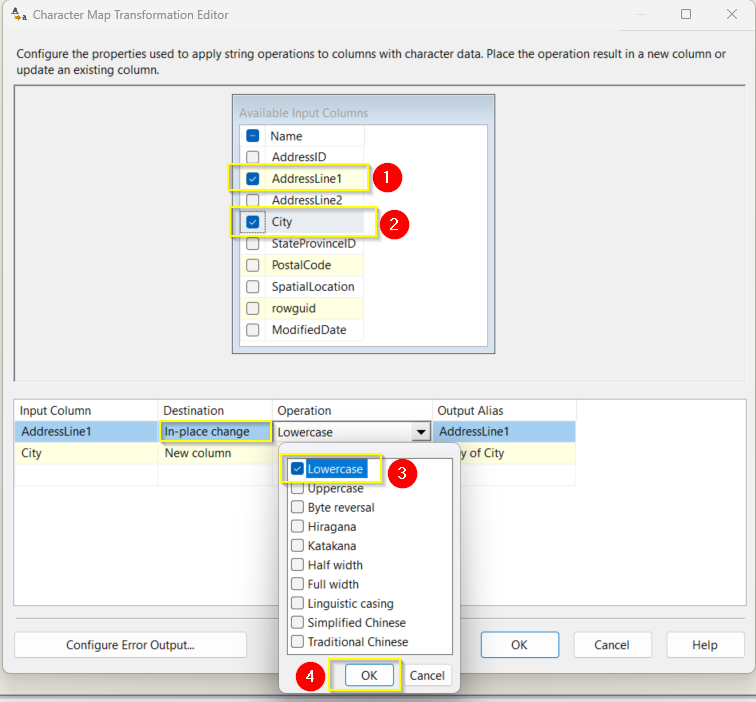 Character Map Transformation Editor
Configure the properties used to apply string operations to columns with character data. Place the operation result in a new column or
update an existing column.
Available Input Columns
Name
AddressID
AddressLine1 1
AddressLine2
City 2
StateProvinceID
PostalCode
SpatialLocation
rowguid
ModifiedDate
Input Column Destination Operation Output Alias
AddressLine1 In-place change Lowercase AddressLine1
City New column y of City
Lowercase 3
Uppercase
Byte reversal
Hiragana
Katakana
Half width
Full width
Linguistic casing
Simplified Chinese
Traditional Chinese
Configure Error Output... OK Cancel Help
4 OK Cancel